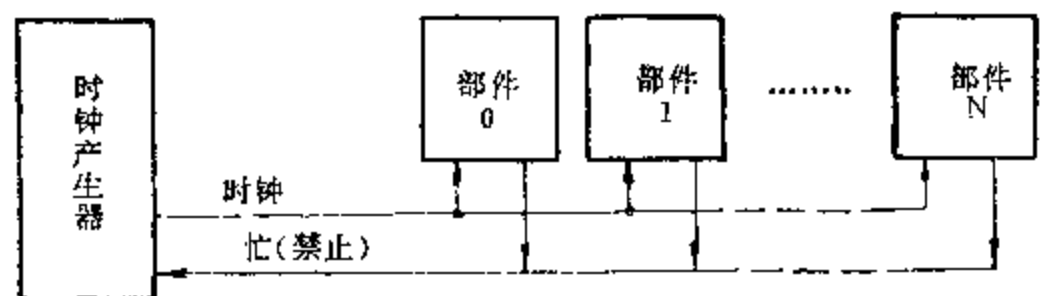 时钟产生器
部件
0
部件
1
........
部件
N
时钟
忙(禁止)